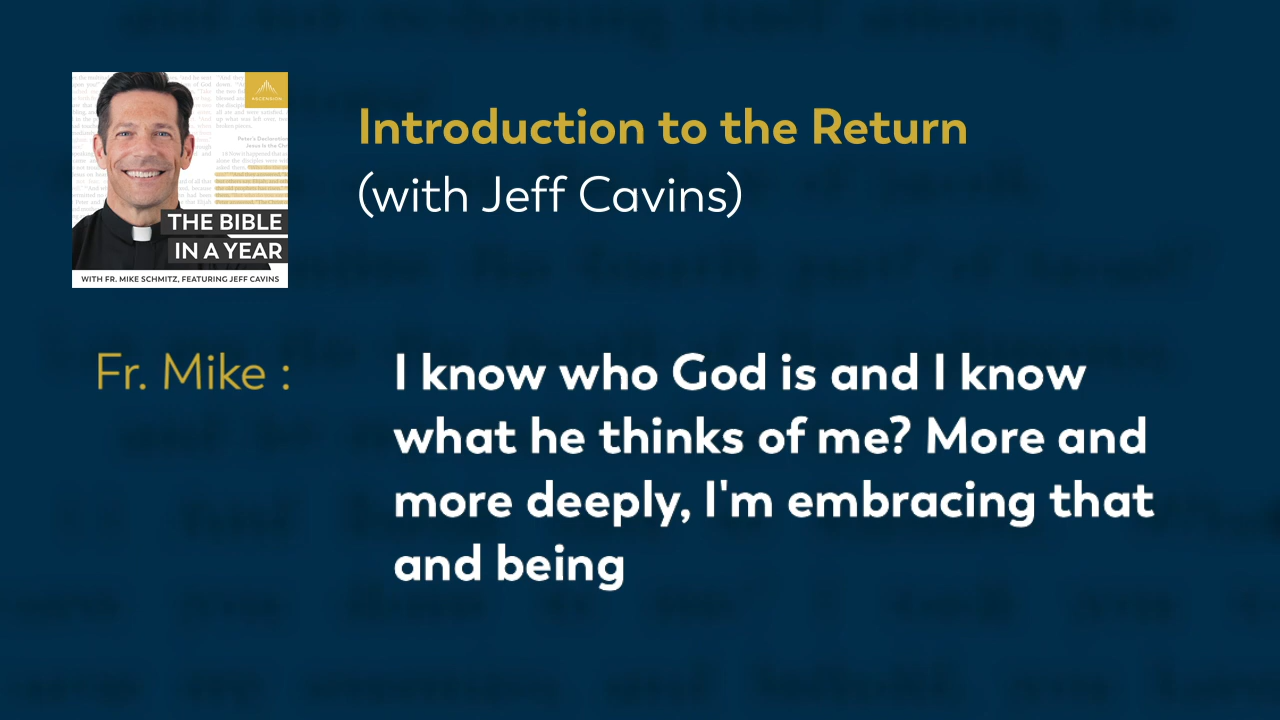 ASCENSION
THE BIBLE
IN A YEAR
WITH FR. MIKE SCHMITZ, FEATURING JEFF CAVINS
Introduction to the Return
(with Jeff Cavins)
Fr. Mike :
I know who God is and I know
what he thinks of me? More and
more deeply, I'm embracing that
and being